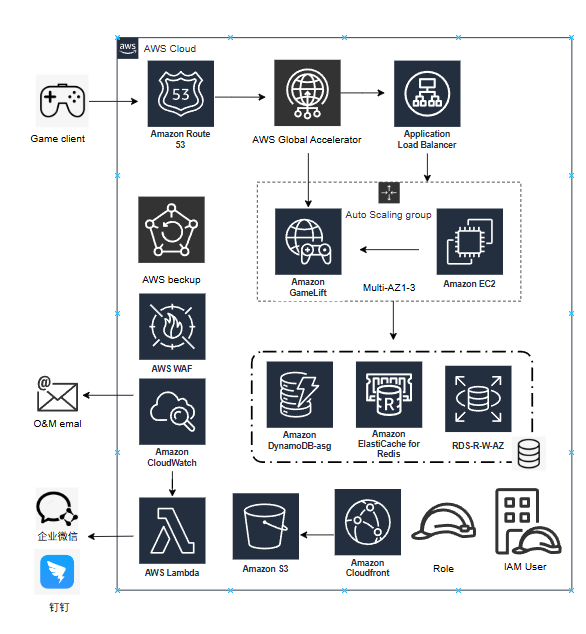 aws
AWS Cloud
53
Game client
Amazon Route
53
AWS Global Accelerator
Application
Load Balancer
Auto Scaling group
Amazon
GameLift
Multi-AZ1-3
Amazon EC2
AWS beckup
AWS WAF
@
O&M emal
Amazon
CloudWatch
R
Amazon
DynamoDB-asg
Amazon
ElastiCache for
Redis
RDS-R-W-AZ
企业微信
AWS Lambda
Amazon S3
Amazon
Cloudfront
Role
IAM User
钉钉